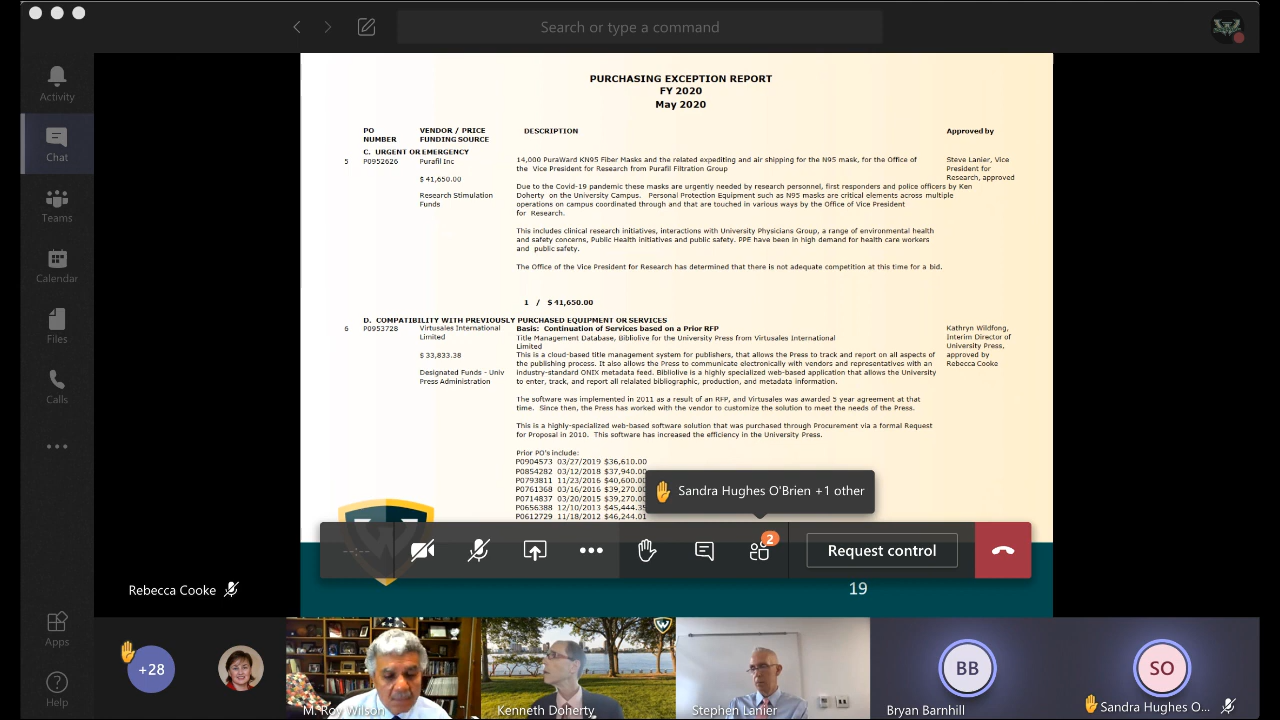 Search or type a command
Activity
Chat
Teams
Calendar
Files
Calls
Apps
Help
PURCHASING EXCEPTION REPORT
FY 2020
May 2020
PO NUMBER
VENDOR / PRICE FUNDING SOURCE
DESCRIPTION
Approved by
C. URGENT OR EMERGENCY
5 P0952626 Purafil Inc
$ 41,650.00
Research Stimulation
Funds
14,000 PuraWard KN95 Fiber Masks and the related expediting and air shipping for the N95 mask, for the Office of
the Vice President for Research from Purafil Filtration Group
Due to the Covid-19 pandemic these masks are urgently needed by research personnel, first responders and police officers
Doherty on the University Campus. Personal Protection Equipment such as N95 masks are critical elements across multiple
operations on campus coordrated through and that are touched in various ways by the Office of Vice President
for Research.
This includes clinical research initiatives, interactions with University Physicians Group, a range of environmental health
and safety concerns, Public Health initiatives and public safety. PPE have been in high demand for health care workers
and public safety.
The Office of the Vice President for Research has determined that there is not adequate competition at this time for a bid.
Steve Lanier, Vice
President for
Research, approved
by Ken
1 / $ 41,650.00
D. COMPATIBILITY WITH PREVIOUSLY PURCHASED EQUIPMENT OR SERVICES
6 P0953728 Virtusales International
Limited
$ 33,833.38
Designated Funds - Univ
Press Administration
Basis: Continuation of Services based on a Prior RFP
Title Management Database, Bibliolive for the University Press from Virtusales International
Limited
This is a cloud-based title management system for publishers, that allows the Press to track and report on all aspects of
the publishing process. It also allows the Press to communicate electronically with vendors and representatives with an
industry-standard ONIX metadata feed. Bibliolive is a highly specialized web-based application that allows the University
to enter, track, and report all relalated bibliographic, production, and metadata information.
The software was implemented in 2011 as a result of an RFP, and Virtusales was awarded 5 year agreement at that
time. Since then, the Press has worked with the vendor to customize the solution to meet the needs of the Press.
This is a highly-specialized web-based software solution that was purchased through Procurement via a formal Request
for Proposal in 2010. This software has increased the efficiency in the University Press.
Prior PO's include:
P0904573 03/27/2019 $36,610.00
P0854282 03/12/2018 $37,940.00
P0793811 11/23/2016 $40,600.00
P0761368 03/16/2016 $39,270.00
P0714837 03/20/2015 $39,270.00
P0656388 12/10/2013 $45,444.35
P0612729 11/18/2012 $46,244.01
Kathryn Wildfong,
Interim Director of
University Press,
approved by
Rebecca Cooke
Sandra Hughes O'Brien +1 other
--:--
2
Request control
19
Rebecca Cooke
+28
M. Roy Wilson
Kenneth Doherty
Stephen Lanier
BB
Bryan Barnhill
SO
Sandra Hughes O...